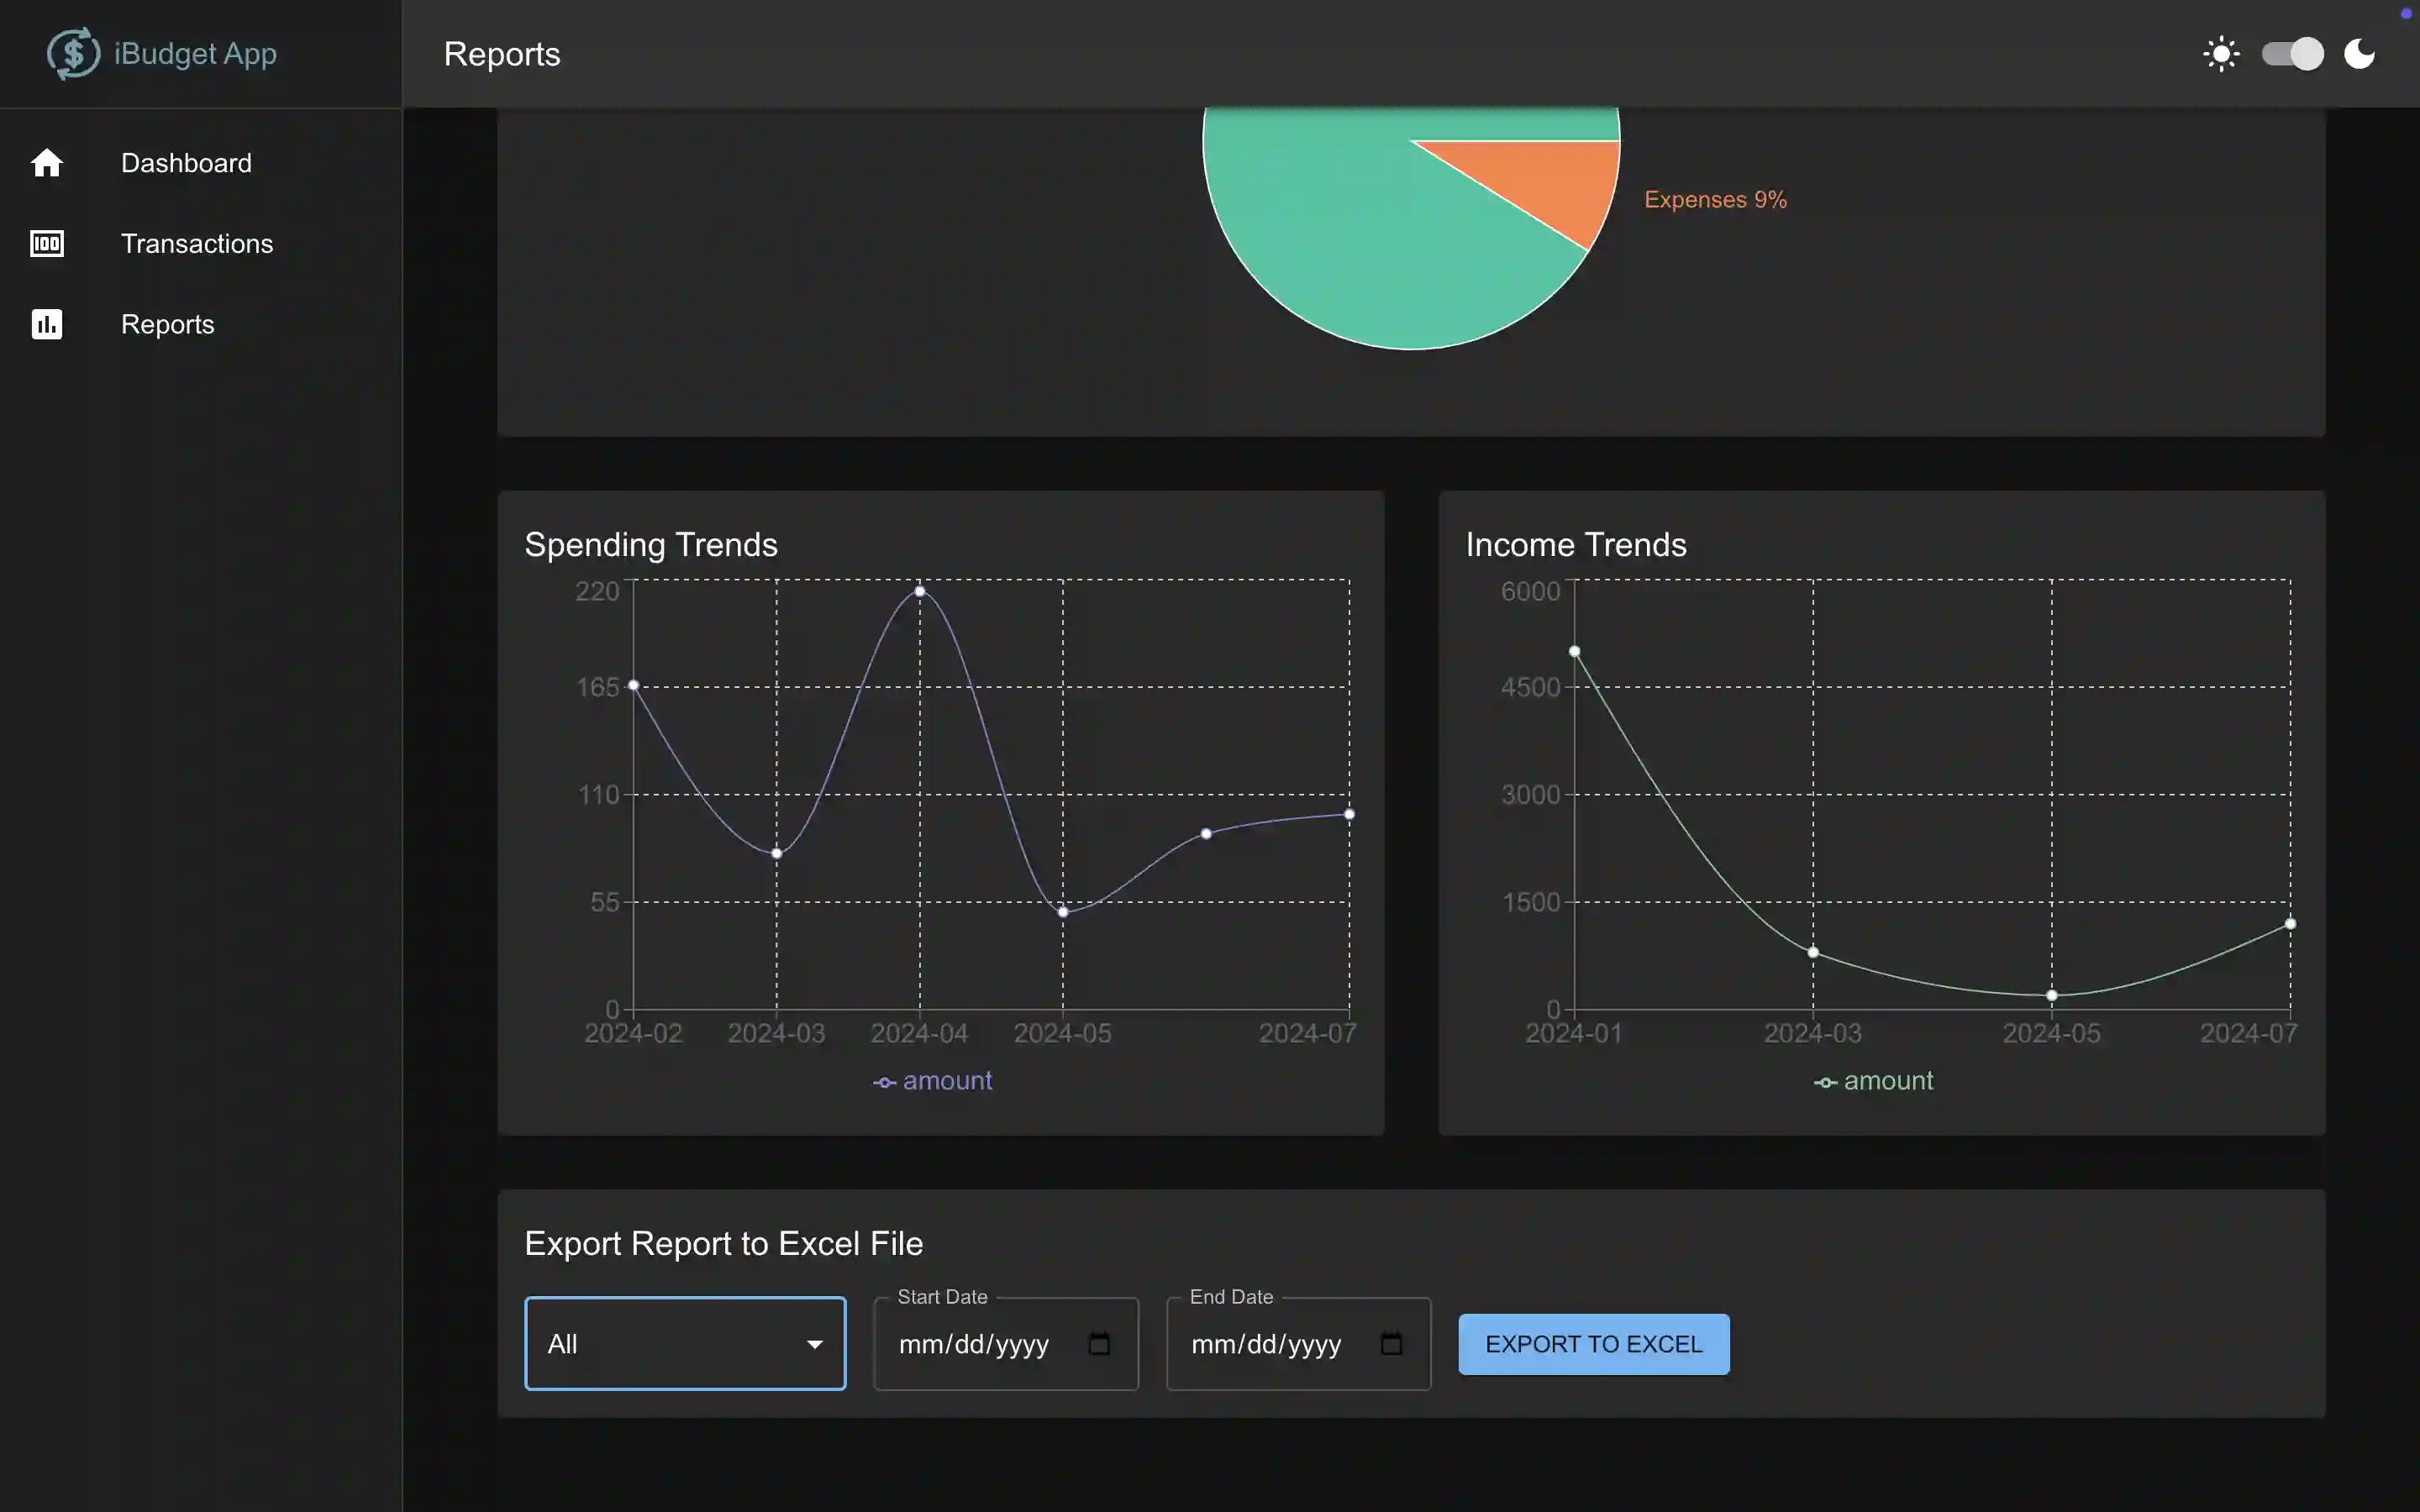 iBudget App
Reports
Dashboard
Transactions
Reports
Expenses 9%
Spending Trends
220
165
110
55
0
2024-02 2024-03 2024-04 2024-05 2024-07
amount
Income Trends
6000
4500
3000
1500
0
2024-01 2024-03 2024-05 2024-07
amount
Export Report to Excel File
All
Start Date
mm/dd/yyyy
End Date
mm/dd/yyyy
EXPORT TO EXCEL